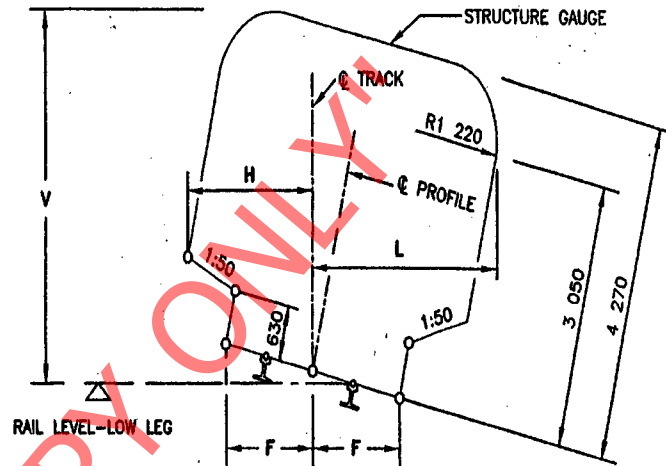 STRUCTURE GAUGE
℄ TRACK
R1 220
V
H
℄ PROFILE
L
1:50
1:50
630
3 050
4 270
RAIL LEVEL-LOW LEG
F
F
PY ONLY"